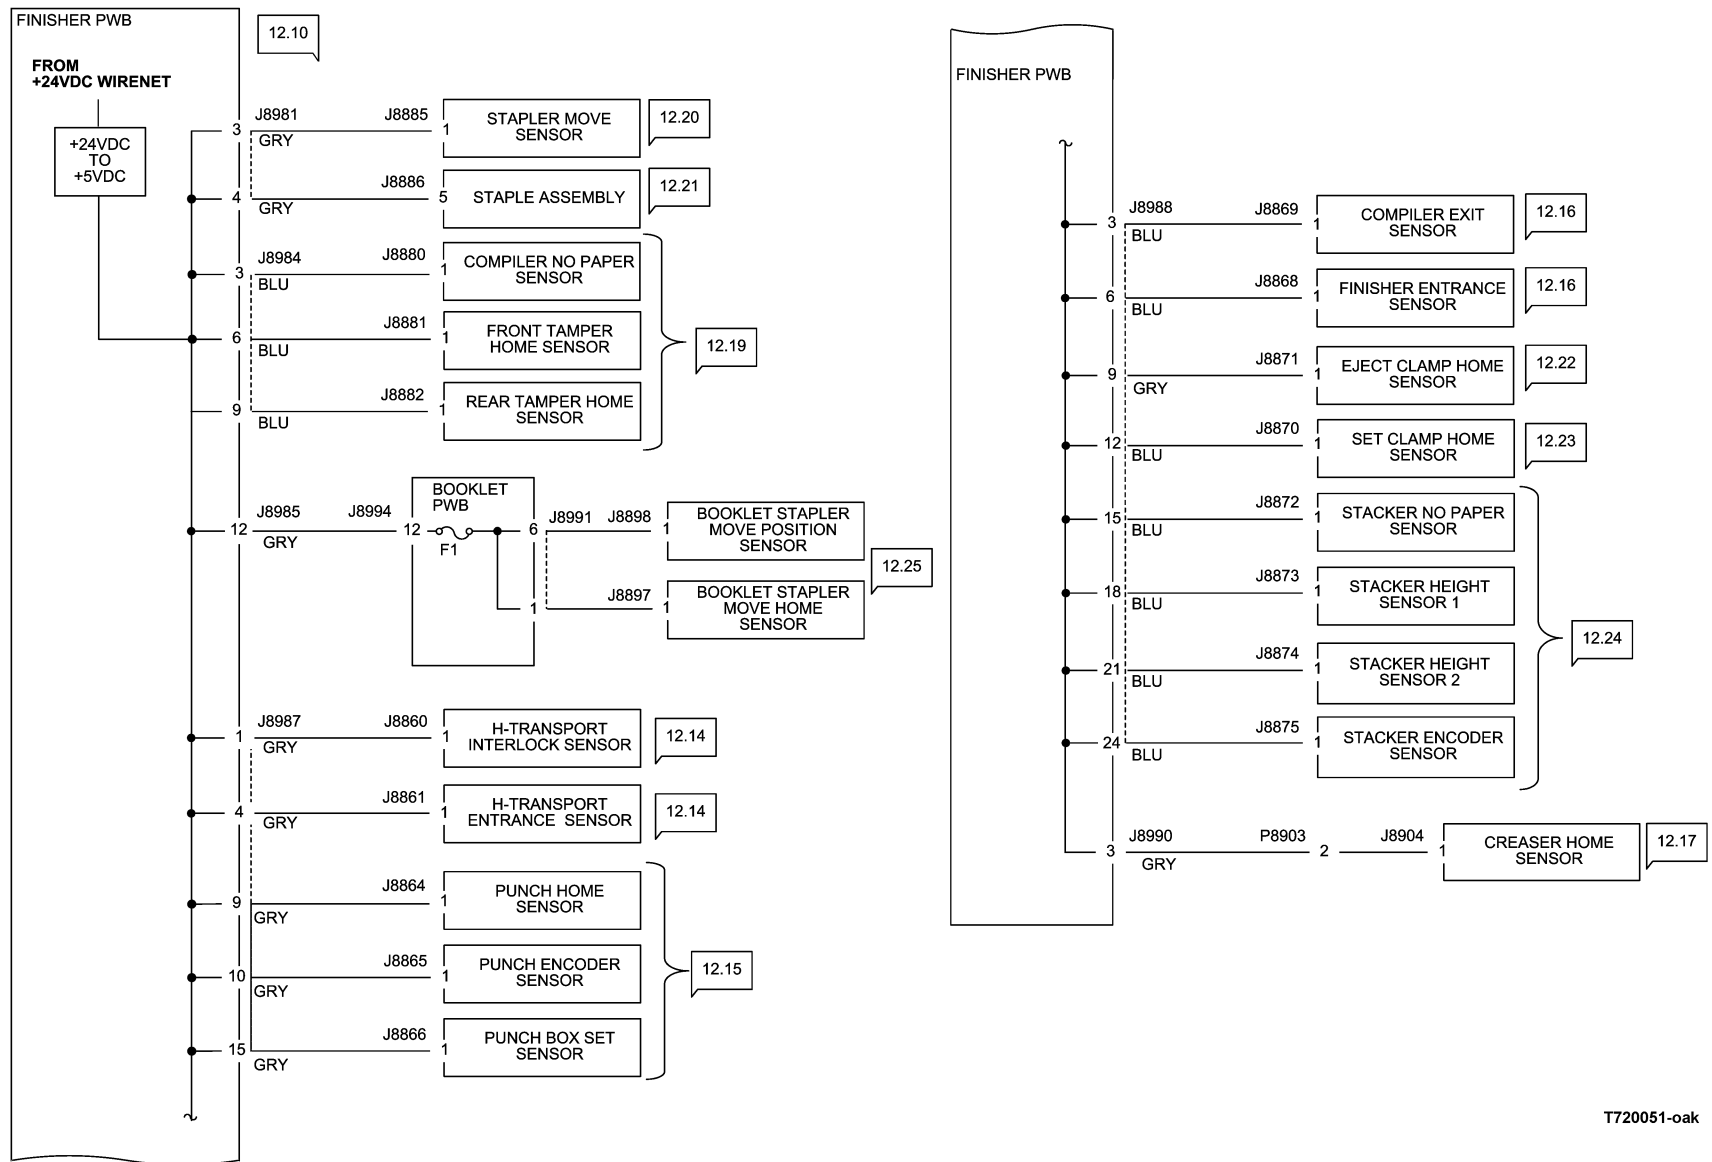 FINISHER PWB
12.10
FROM
+24VDC WIRENET
+24VDC
TO
+5VDC
3 J8981 GRY J8885 1
STAPLER MOVE
SENSOR
12.20
4 GRY J8886 5
STAPLE ASSEMBLY
12.21
3 J8984 BLU J8880 1
COMPILER NO PAPER
SENSOR
6 BLU J8881 1
FRONT TAMPER
HOME SENSOR
12.19
9 BLU J8882 1
REAR TAMPER HOME
SENSOR
12 J8985 GRY J8994 12
BOOKLET
PWB
F1
6 J8991 J8898 1
BOOKLET STAPLER
MOVE POSITION
SENSOR
12.25
1 J8897 1
BOOKLET STAPLER
MOVE HOME
SENSOR
1 J8987 GRY J8860 1
H-TRANSPORT
INTERLOCK SENSOR
12.14
4 GRY J8861 1
H-TRANSPORT
ENTRANCE SENSOR
12.14
9 GRY J8864 1
PUNCH HOME
SENSOR
10 GRY J8865 1
PUNCH ENCODER
SENSOR
12.15
15 GRY J8866 1
PUNCH BOX SET
SENSOR
FINISHER PWB
3 J8988 BLU J8869 1
COMPILER EXIT
SENSOR
12.16
6 BLU J8868 1
FINISHER ENTRANCE
SENSOR
12.16
9 GRY J8871 1
EJECT CLAMP HOME
SENSOR
12.22
12 BLU J8870 1
SET CLAMP HOME
SENSOR
12.23
15 BLU J8872 1
STACKER NO PAPER
SENSOR
18 BLU J8873 1
STACKER HEIGHT
SENSOR 1
12.24
21 BLU J8874 1
STACKER HEIGHT
SENSOR 2
24 BLU J8875 1
STACKER ENCODER
SENSOR
3 J8990 GRY P8903 2 J8904 1
CREASER HOME
SENSOR
12.17
T720051-oak